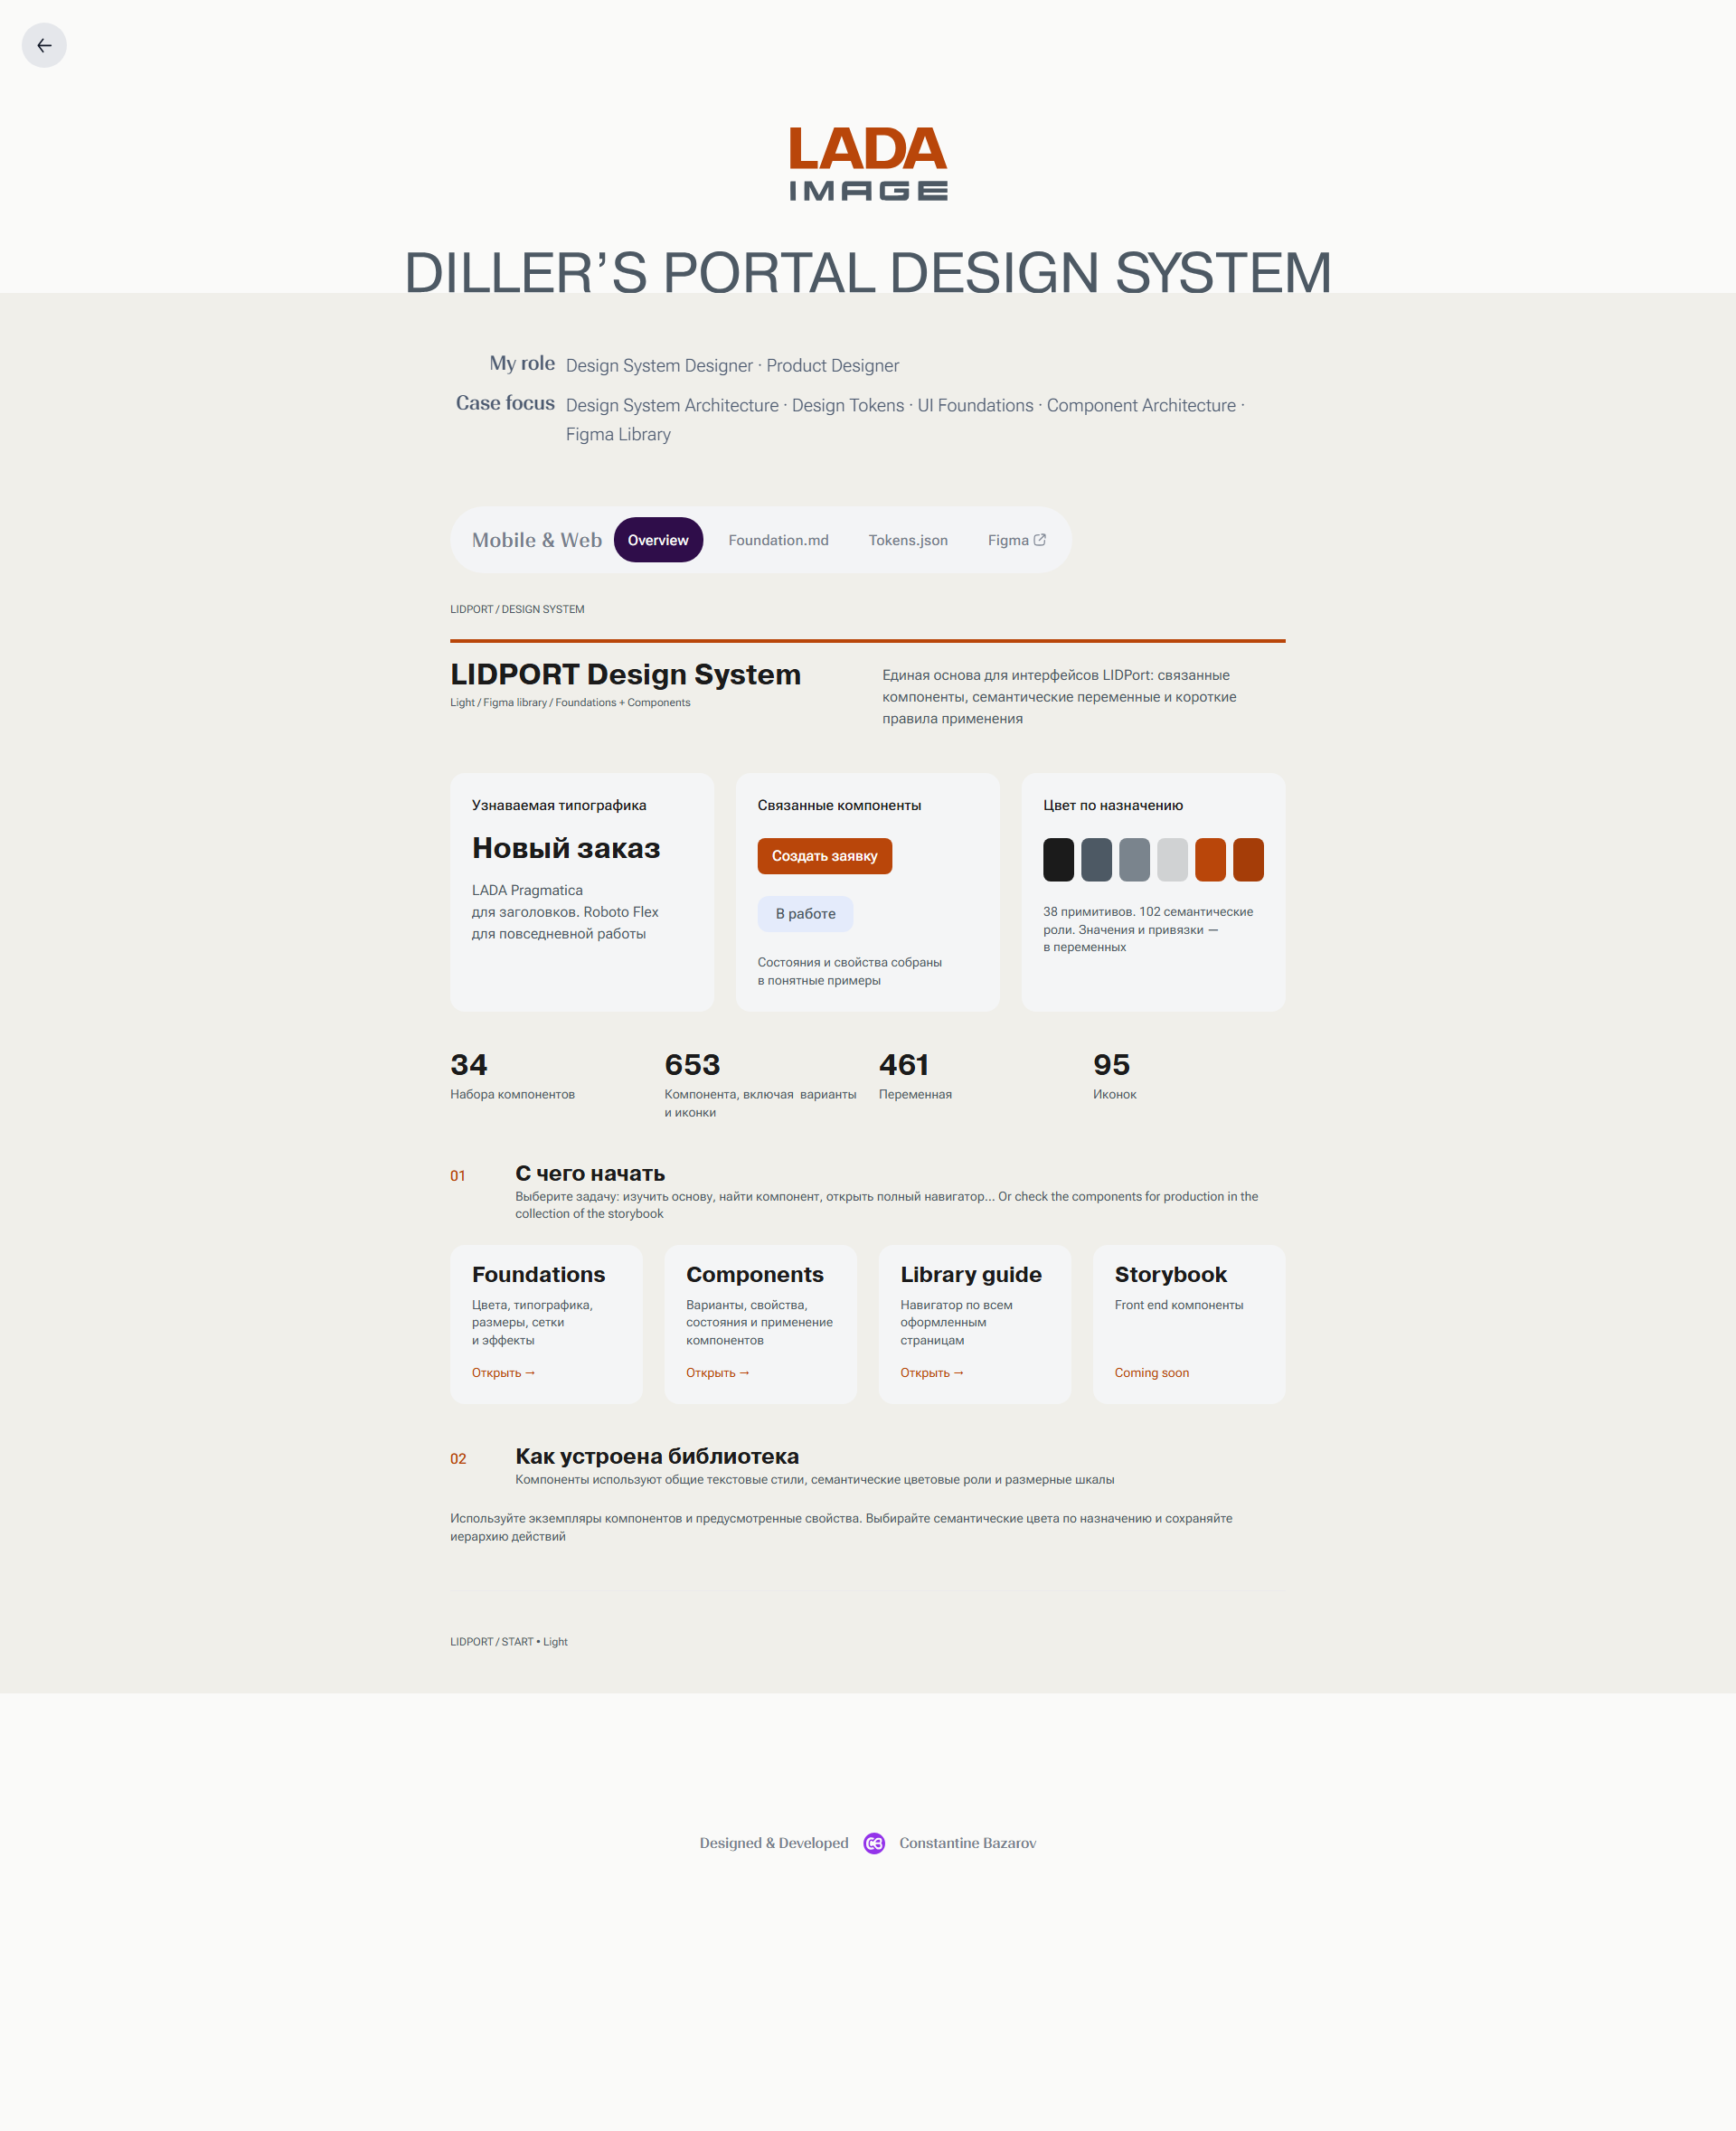 LADA
IMAGE
DILLER’S PORTAL DESIGN SYSTEM
My role
Design System Designer · Product Designer
Case focus
Design System Architecture · Design Tokens · UI Foundations · Component Architecture ·
Figma Library
Mobile & Web
Overview
Foundation.md
Tokens.json
Figma
LIDPORT / DESIGN SYSTEM
LIDPORT Design System
Light / Figma library / Foundations + Components
Единая основа для интерфейсов LIDPort: связанные
компоненты, семантические переменные и короткие
правила применения
Узнаваемая типографика
Новый заказ
LADA Pragmatica
для заголовков. Roboto Flex
для повседневной работы
Связанные компоненты
Создать заявку
В работе
Состояния и свойства собраны
в понятные примеры
Цвет по назначению
38 примитивов. 102 семантические
роли. Значения и привязки —
в переменных
34
Набора компонентов
653
Компонента, включая варианты
и иконки
461
Переменная
95
Иконок
01
С чего начать
Выберите задачу: изучить основу, найти компонент, открыть полный навигатор... Or check the components for production in the
collection of the storybook
Foundations
Цвета, типографика,
размеры, сетки
и эффекты
Открыть →
Components
Варианты, свойства,
состояния и применение
компонентов
Открыть →
Library guide
Навигатор по всем
оформленным
страницам
Открыть →
Storybook
Front end компоненты
Coming soon
02
Как устроена библиотека
Компоненты используют общие текстовые стили, семантические цветовые роли и размерные шкалы
Используйте экземпляры компонентов и предусмотренные свойства. Выбирайте семантические цвета по назначению и сохраняйте
иерархию действий
LIDPORT / START • Light
Designed & Developed
CB
Constantine Bazarov